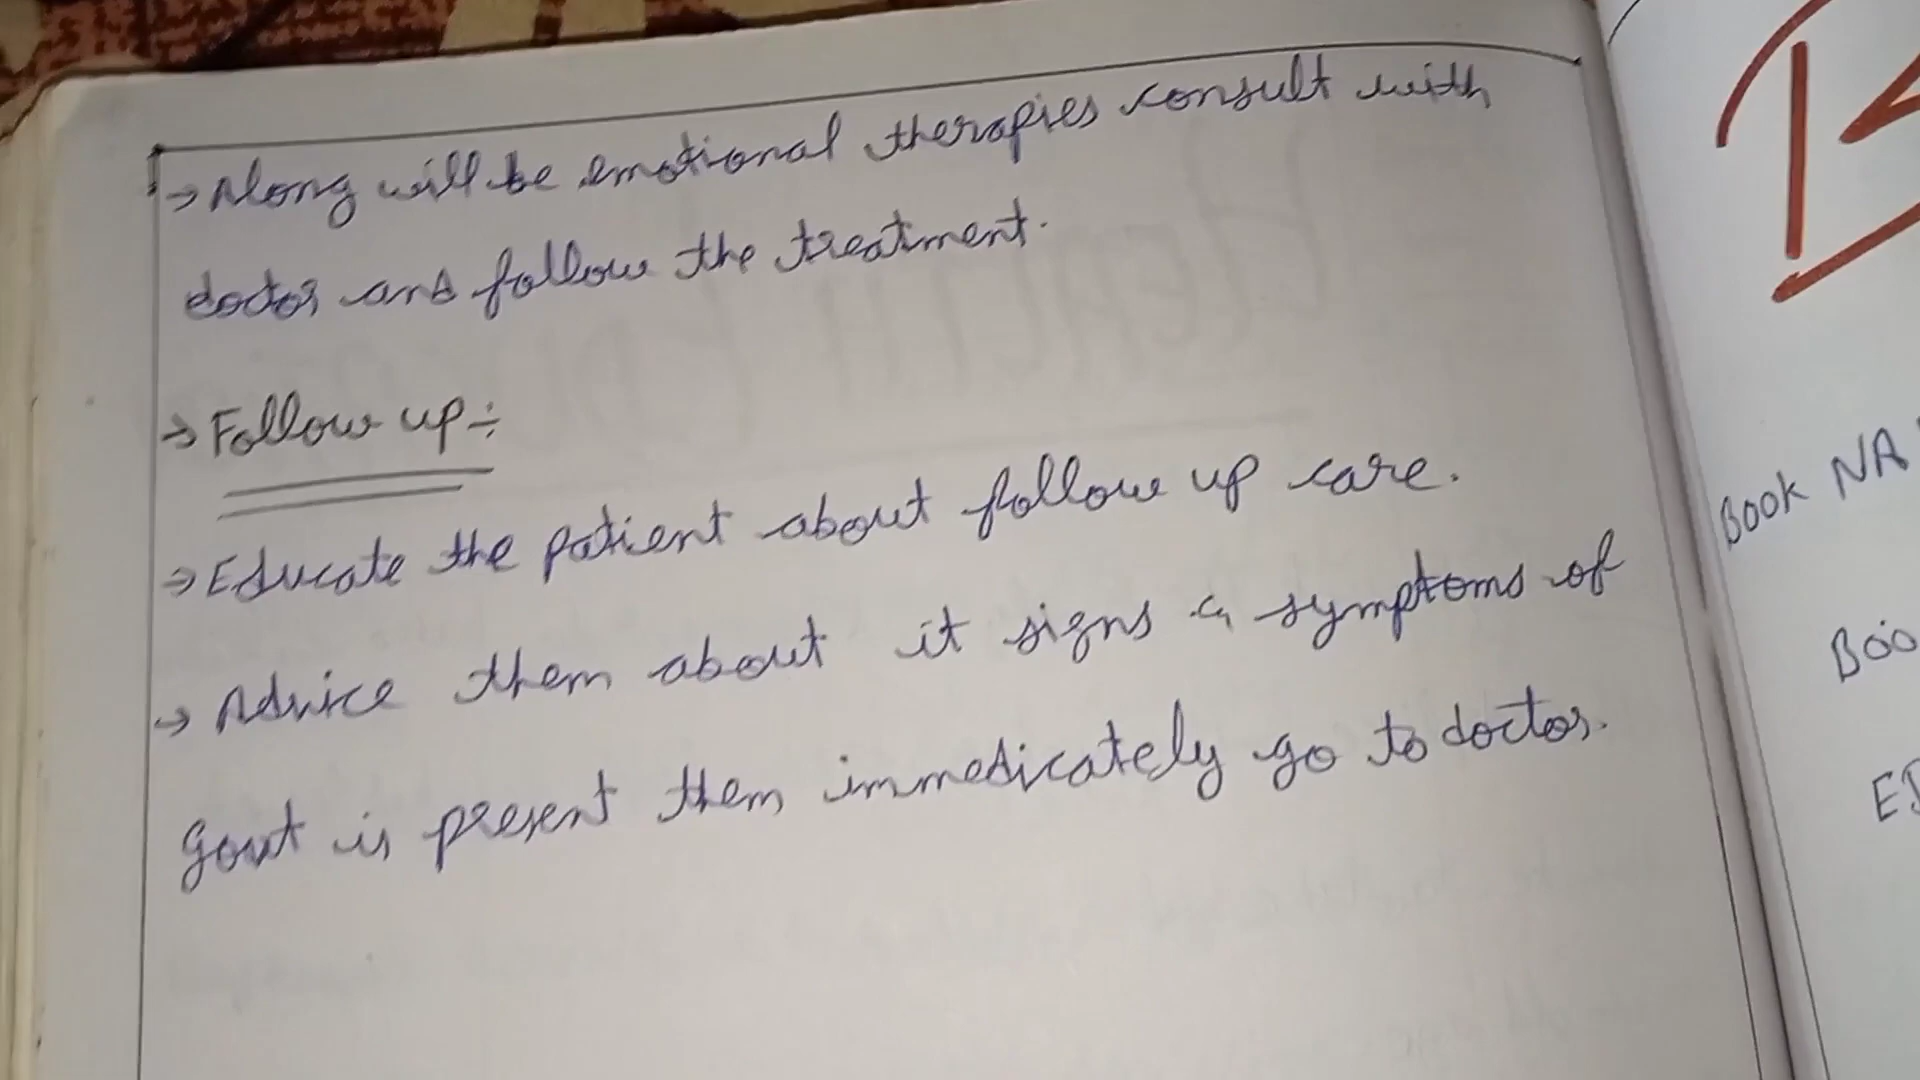 → Along will be emotional therapies consult with
doctor and follow the treatment.
→ Follow up ÷
→ Educate the patient about follow up care.
→ Advice them about it signs & symptoms of
gout is present them immedicately go to doctor.
Book NA
Boo